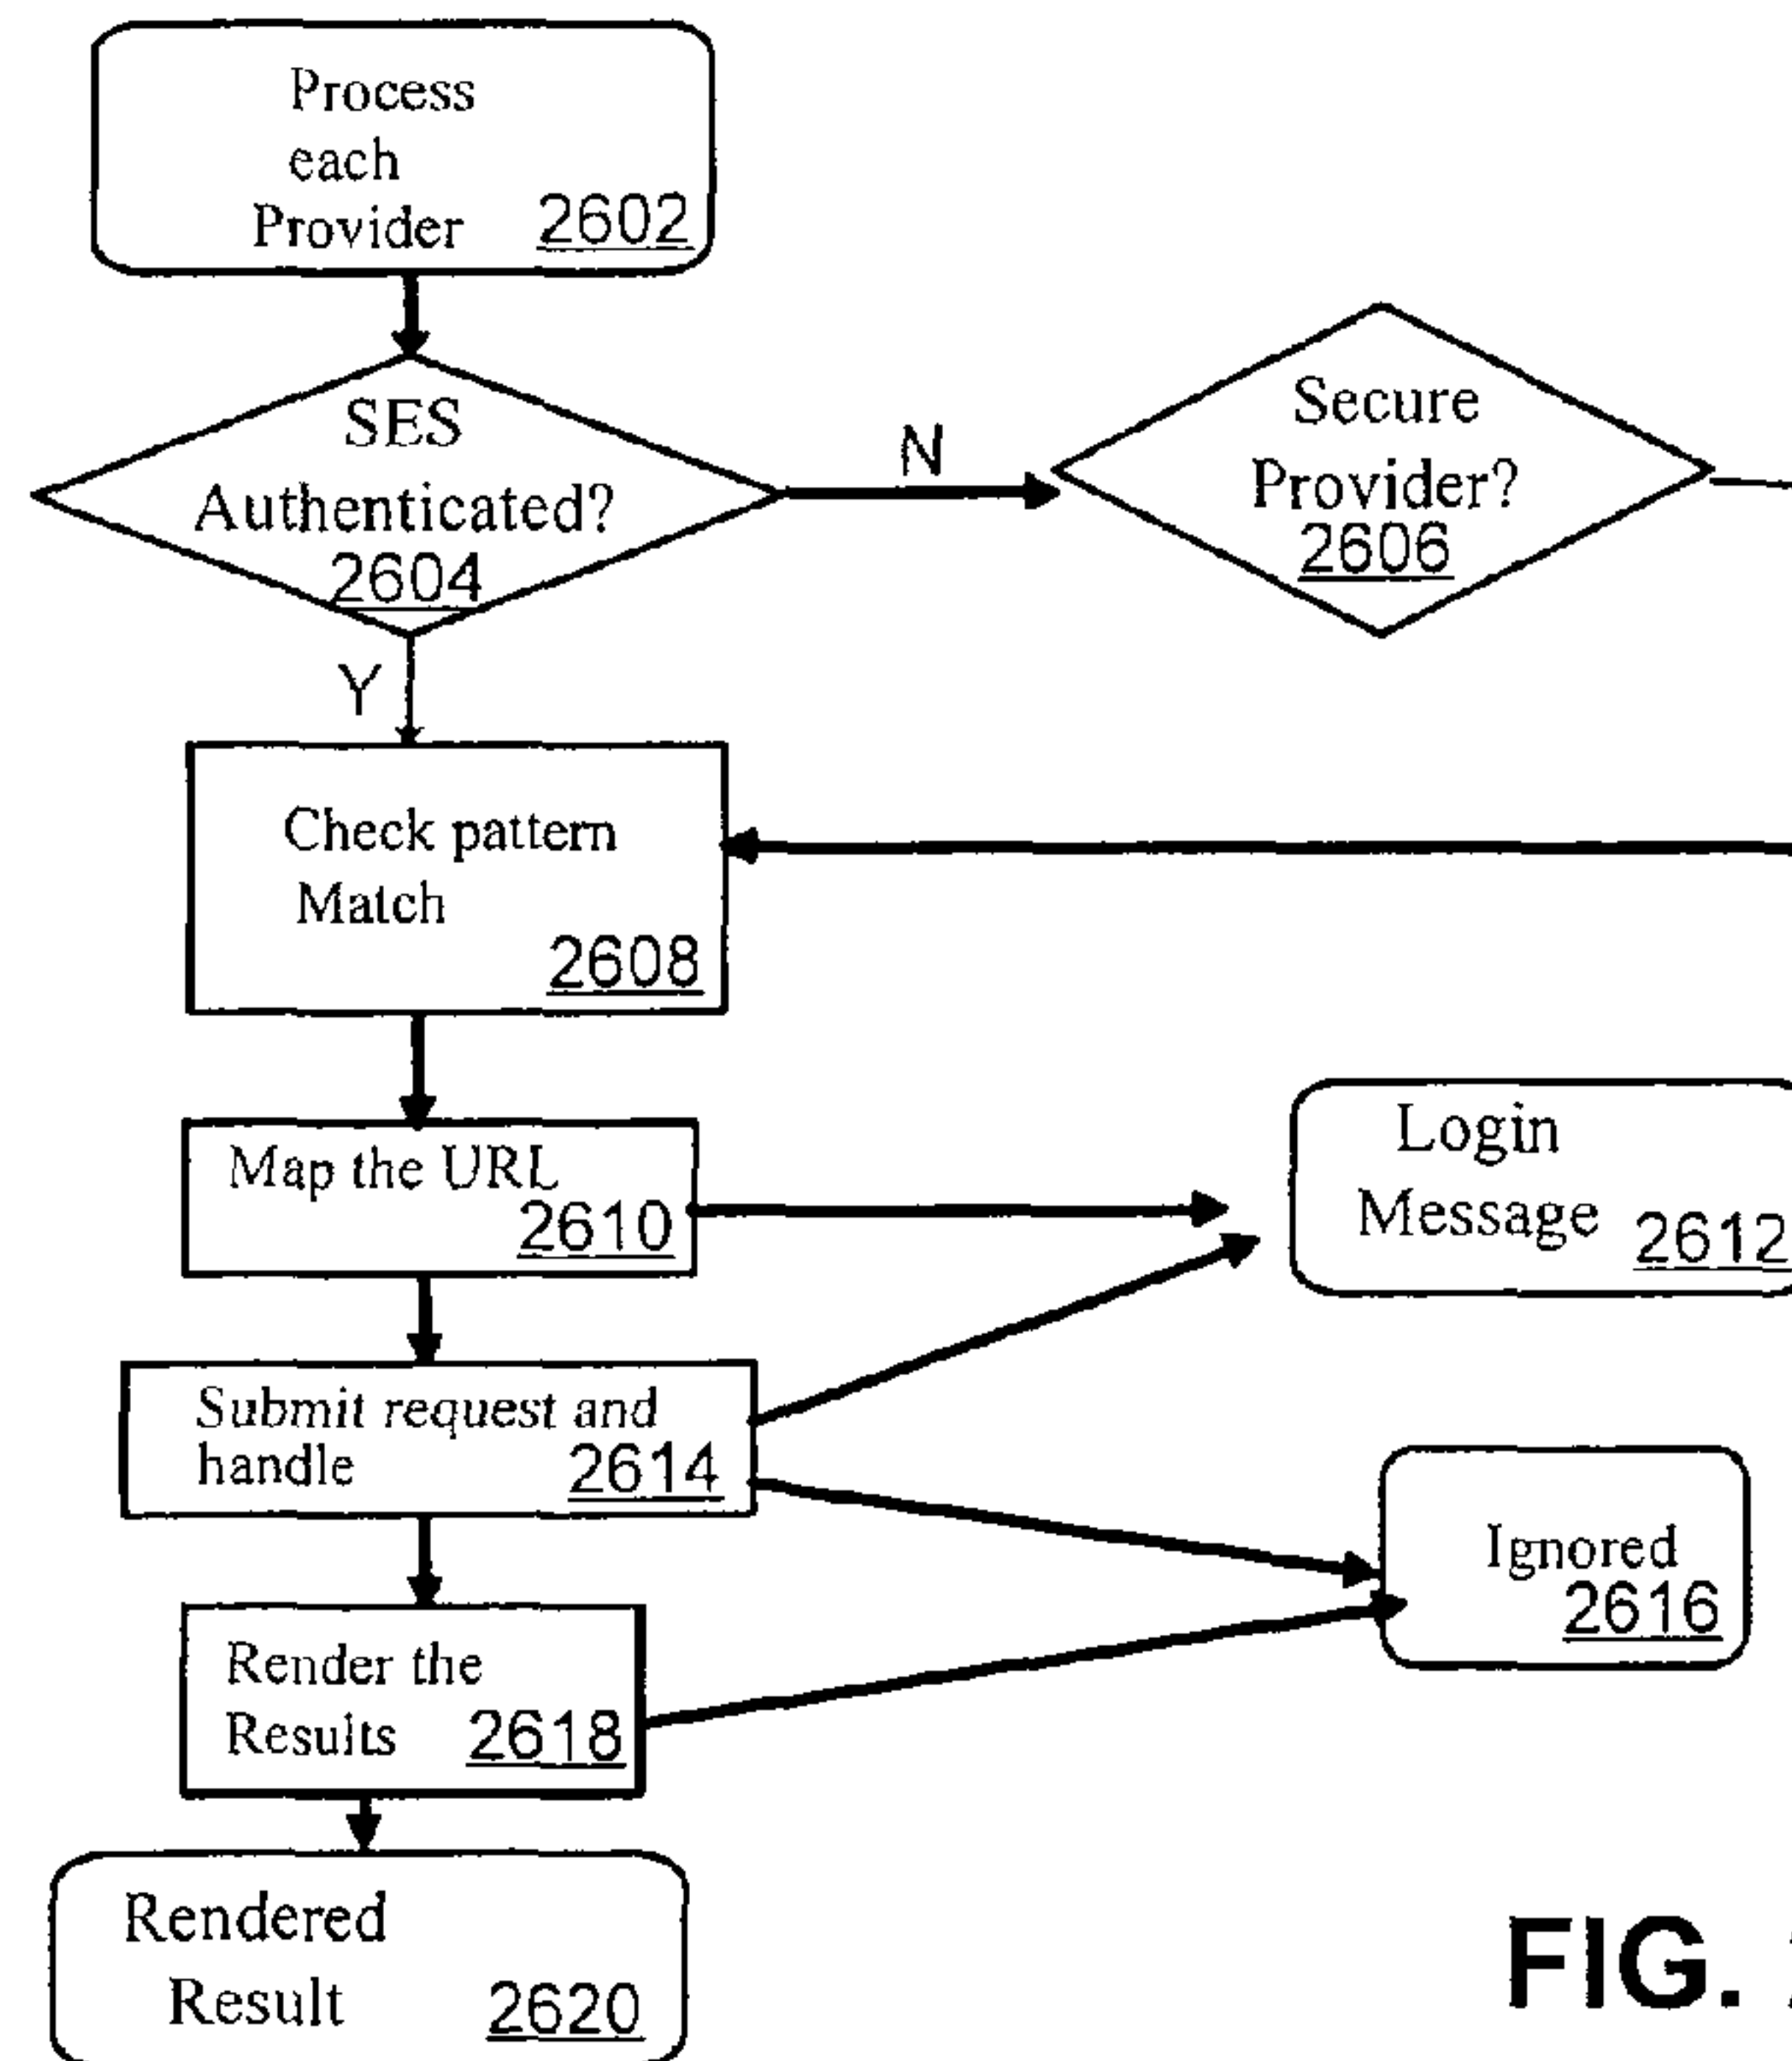 Process
each
Provider 2602
SES
Authenticated?
2604
N
Secure
Provider?
2606
Y
Check pattern
Match
2608
Map the URL
2610
Login
Message 2612
Submit request and
handle 2614
Ignored
2616
Render the
Results 2618
Rendered
Result 2620
FIG.